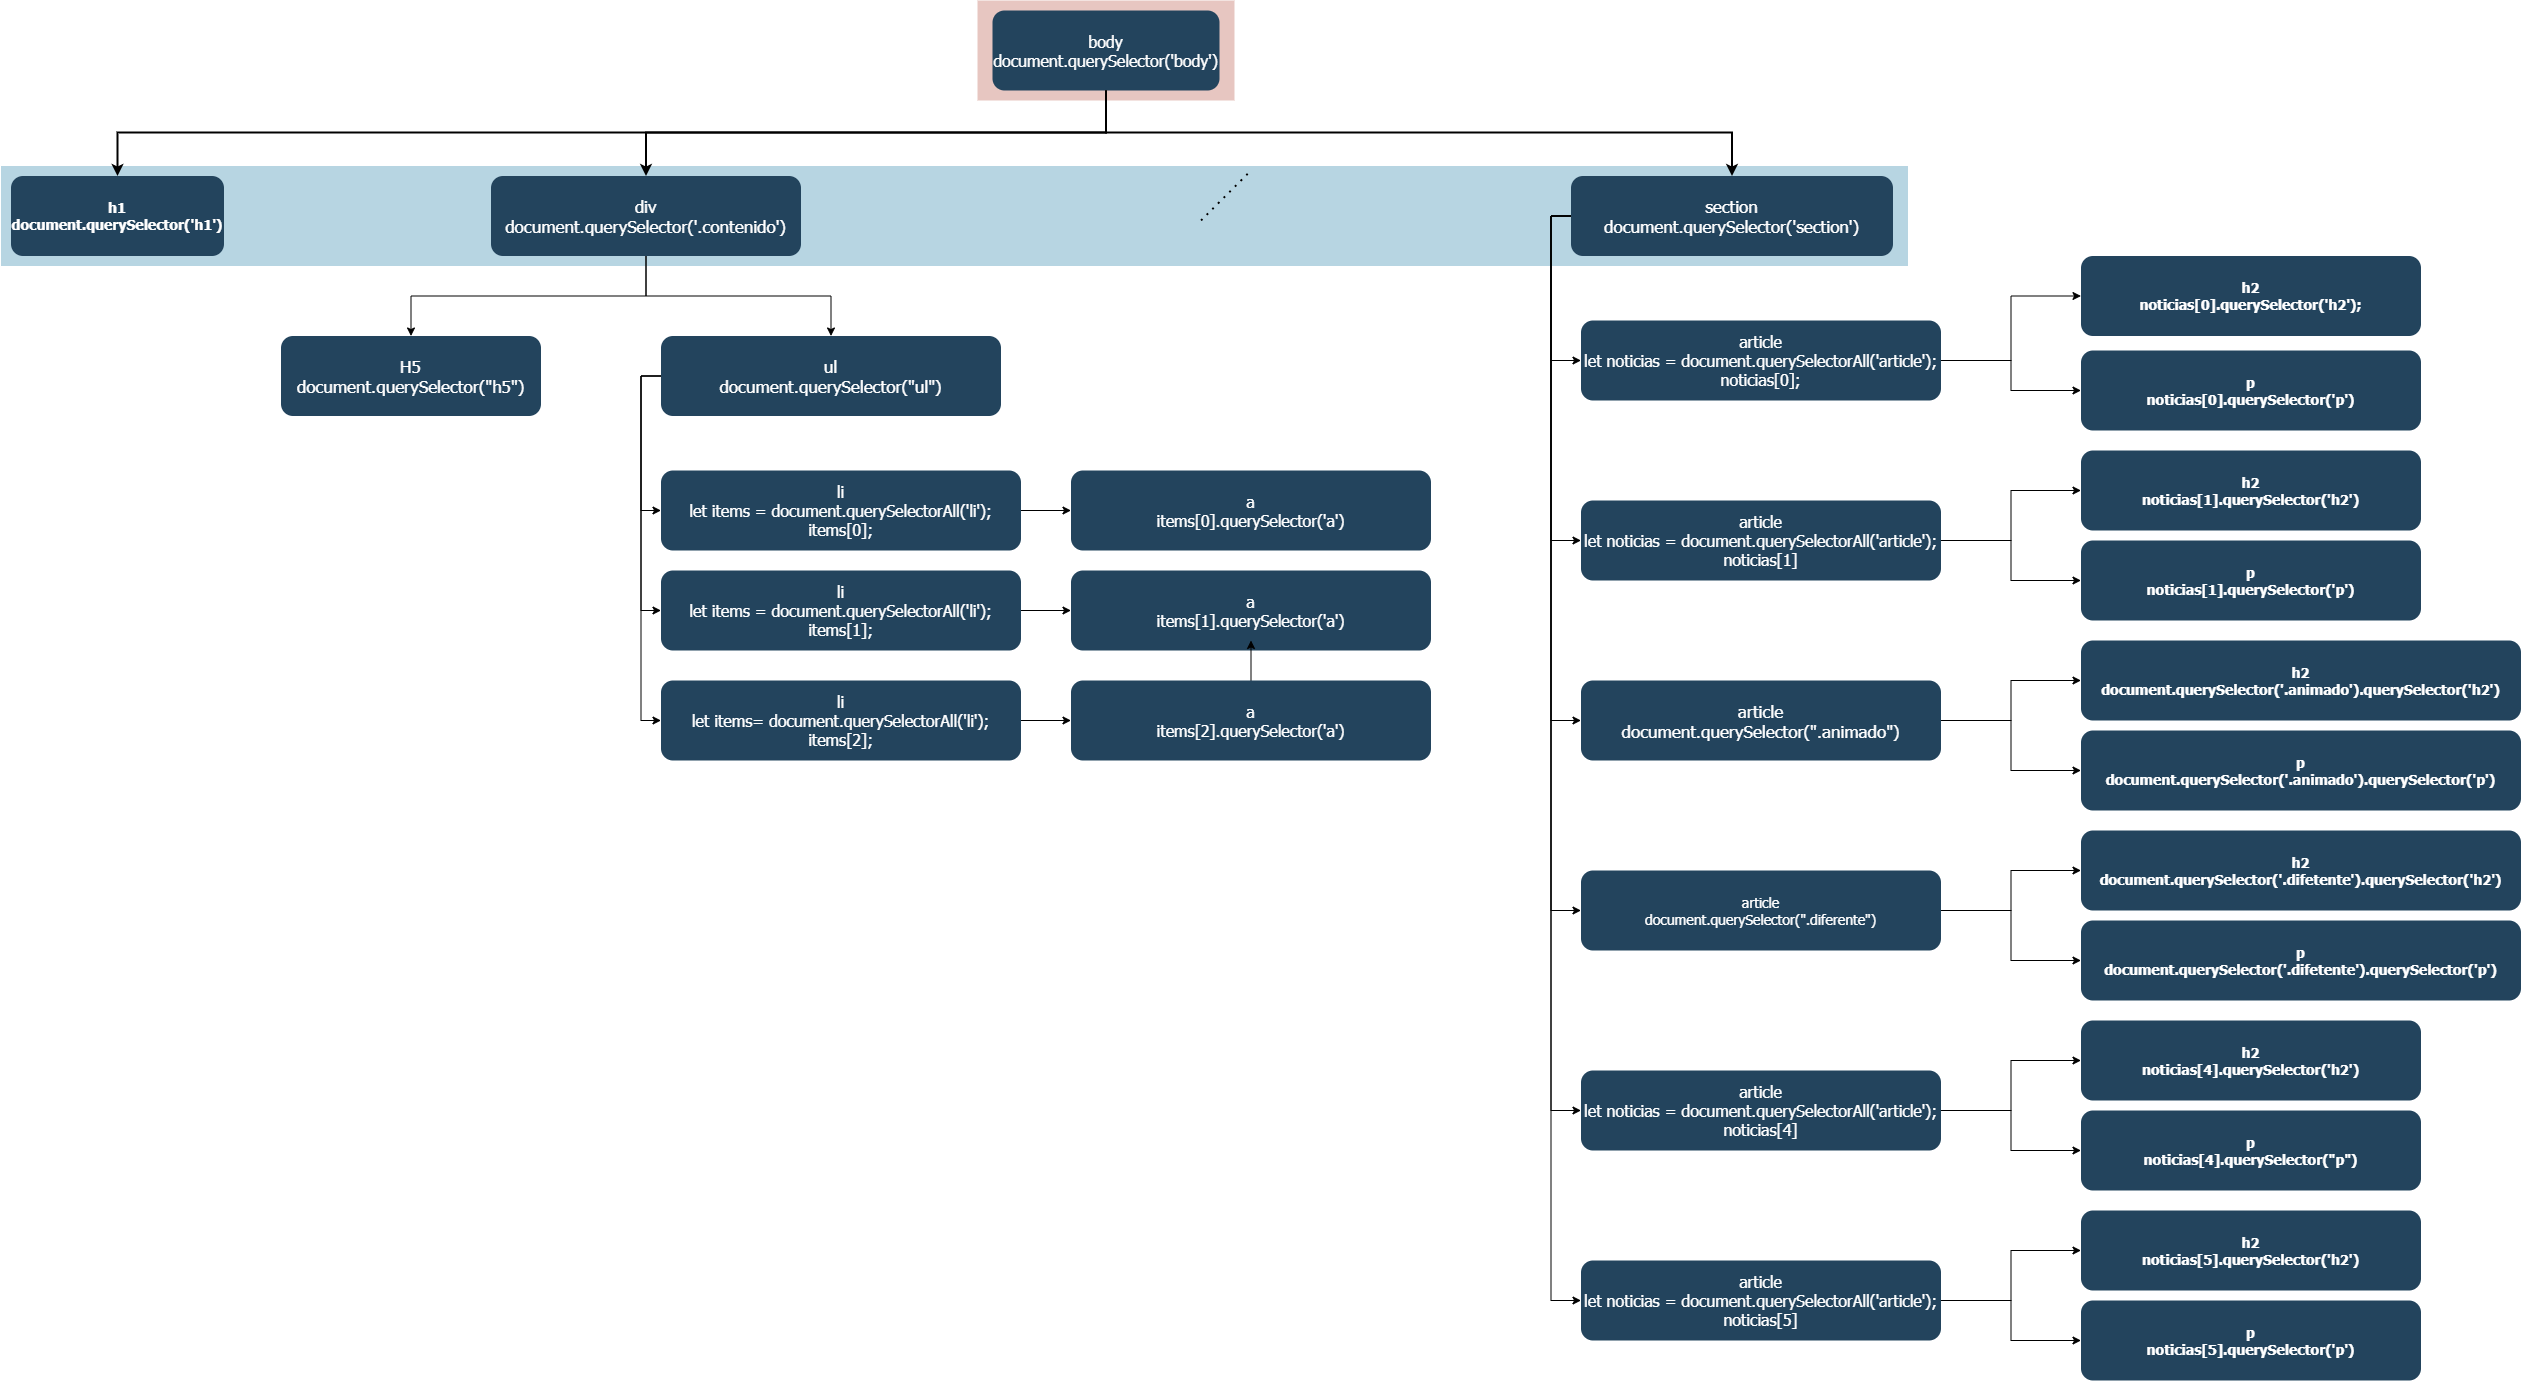 body
document.querySelector('body')
h1
document.querySelector('h1')
div
document.querySelector('.contenido')
section
document.querySelector('section')
H5
document.querySelector("h5")
ul
document.querySelector("ul")
li
let items = document.querySelectorAll('li');
items[0];
a
items[0].querySelector('a')
li
let items = document.querySelectorAll('li');
items[1];
a
items[1].querySelector('a')
li
let items= document.querySelectorAll('li');
items[2];
a
items[2].querySelector('a')
article
let noticias = document.querySelectorAll('article');
noticias[0];
h2
noticias[0].querySelector('h2');
p
noticias[0].querySelector('p')
article
let noticias = document.querySelectorAll('article');
noticias[1]
h2
noticias[1].querySelector('h2')
p
noticias[1].querySelector('p')
article
document.querySelector(".animado")
h2
document.querySelector('.animado').querySelector('h2')
p
document.querySelector('.animado').querySelector('p')
article
document.querySelector(".diferente")
h2
document.querySelector('.difetente').querySelector('h2')
p
document.querySelector('.difetente').querySelector('p')
article
let noticias = document.querySelectorAll('article');
noticias[4]
h2
noticias[4].querySelector('h2')
p
noticias[4].querySelector("p")
article
let noticias = document.querySelectorAll('article');
noticias[5]
h2
noticias[5].querySelector('h2')
p
noticias[5].querySelector('p')